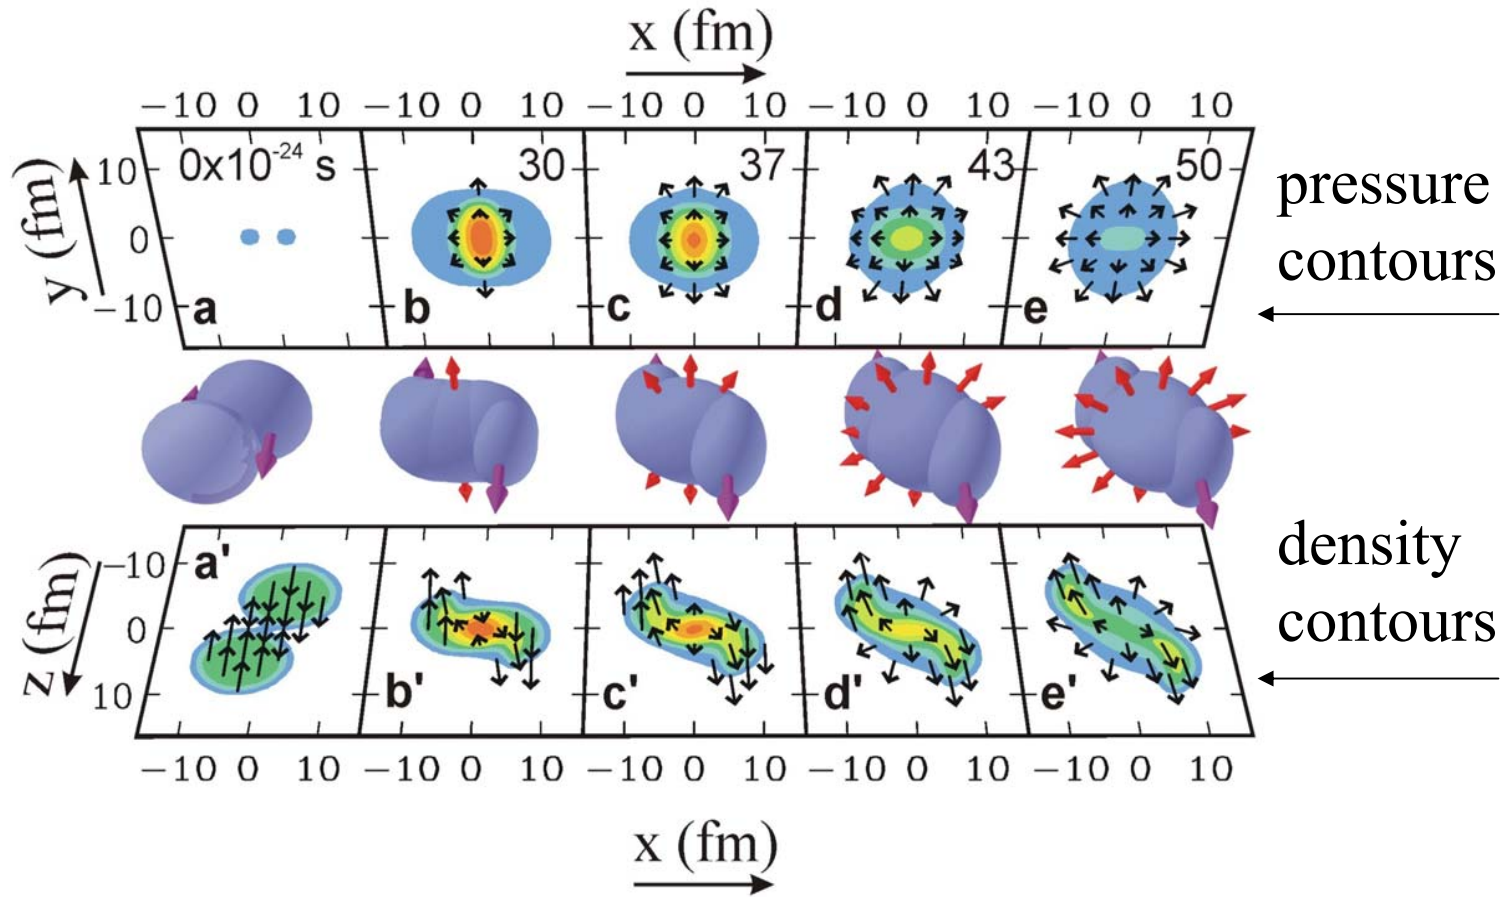 x (fm)
−10 0 10 −10 0 10 −10 0 10 −10 0 10 −10 0 10
y (fm)
10
0
−10
0x10-24 s
30
37
43
50
a
b
c
d
e
pressure
contours
z (fm)
−10
0
10
a'
b'
c'
d'
e'
density
contours
−10 0 10 −10 0 10 −10 0 10 −10 0 10 −10 0 10
x (fm)